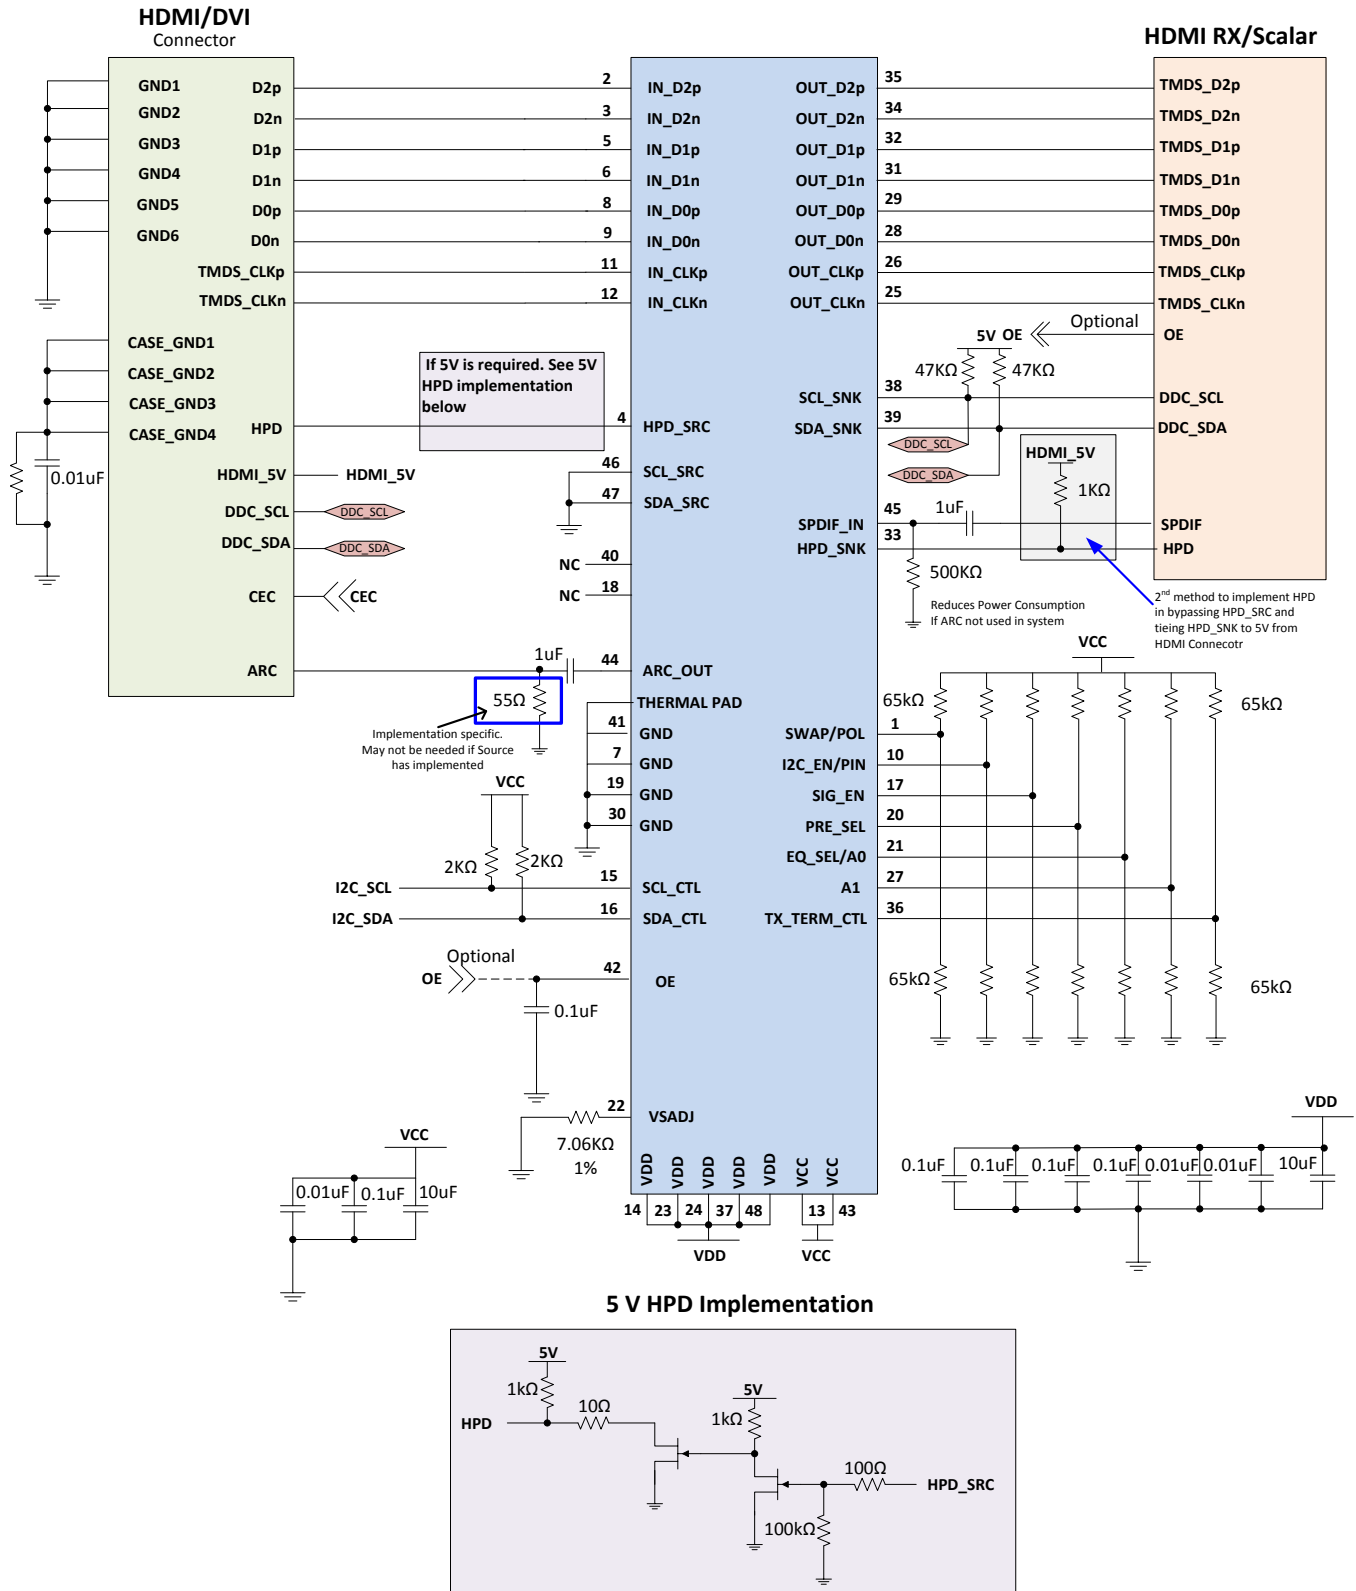 HDMI/DVI
Connector
HDMI RX/Scalar
GND1
GND2
GND3
GND4
GND5
GND6
CASE_GND1
CASE_GND2
CASE_GND3
CASE_GND4
0.01uF
D2p
D2n
D1p
D1n
D0p
D0n
TMDS_CLKp
TMDS_CLKn
HPD
HDMI_5V
HDMI_5V
DDC_SCL
DDC_SCL
DDC_SDA
DDC_SDA
CEC
CEC
ARC
If 5V is required. See 5V
HPD implementation
below
1uF
55Ω
Implementation specific.
May not be needed if Source
has implemented
VCC
2KΩ
2KΩ
I2C_SCL
I2C_SDA
Optional
OE
0.1uF
7.06KΩ
1%
2
IN_D2p
3
IN_D2n
5
IN_D1p
6
IN_D1n
8
IN_D0p
9
IN_D0n
11
IN_CLKp
12
IN_CLKn
4
HPD_SRC
46
SCL_SRC
47
SDA_SRC
NC
40
NC
18
44
ARC_OUT
THERMAL PAD
41
GND
7
GND
19
GND
30
GND
15
SCL_CTL
16
SDA_CTL
42
OE
22
VSADJ
35
OUT_D2p
34
OUT_D2n
32
OUT_D1p
31
OUT_D1n
29
OUT_D0p
28
OUT_D0n
26
OUT_CLKp
25
OUT_CLKn
38
SCL_SNK
39
SDA_SNK
45
SPDIF_IN
33
HPD_SNK
1
SWAP/POL
10
I2C_EN/PIN
17
SIG_EN
20
PRE_SEL
21
EQ_SEL/A0
27
A1
36
TX_TERM_CTL
TMDS_D2p
TMDS_D2n
TMDS_D1p
TMDS_D1n
TMDS_D0p
TMDS_D0n
TMDS_CLKp
TMDS_CLKn
OE
DDC_SCL
DDC_SDA
SPDIF
HPD
5V
OE
Optional
47KΩ
47KΩ
DDC_SCL
DDC_SDA
HDMI_5V
1KΩ
1uF
500KΩ
Reduces Power Consumption
If ARC not used in system
2nd method to implement HPD
in bypassing HPD_SRC and
tieing HPD_SNK to 5V from
HDMI Connecotr
VCC
65kΩ
65kΩ
65kΩ
65kΩ
VCC
0.01uF
0.1uF
10uF
VDD
VDD
VDD
VDD
VDD
VCC
VCC
14
23
24
37
48
13
43
VDD
VCC
VDD
0.1uF
0.1uF
0.1uF
0.1uF
0.01uF
0.01uF
10uF
5 V HPD Implementation
5V
1kΩ
HPD
10Ω
5V
1kΩ
100Ω
HPD_SRC
100kΩ